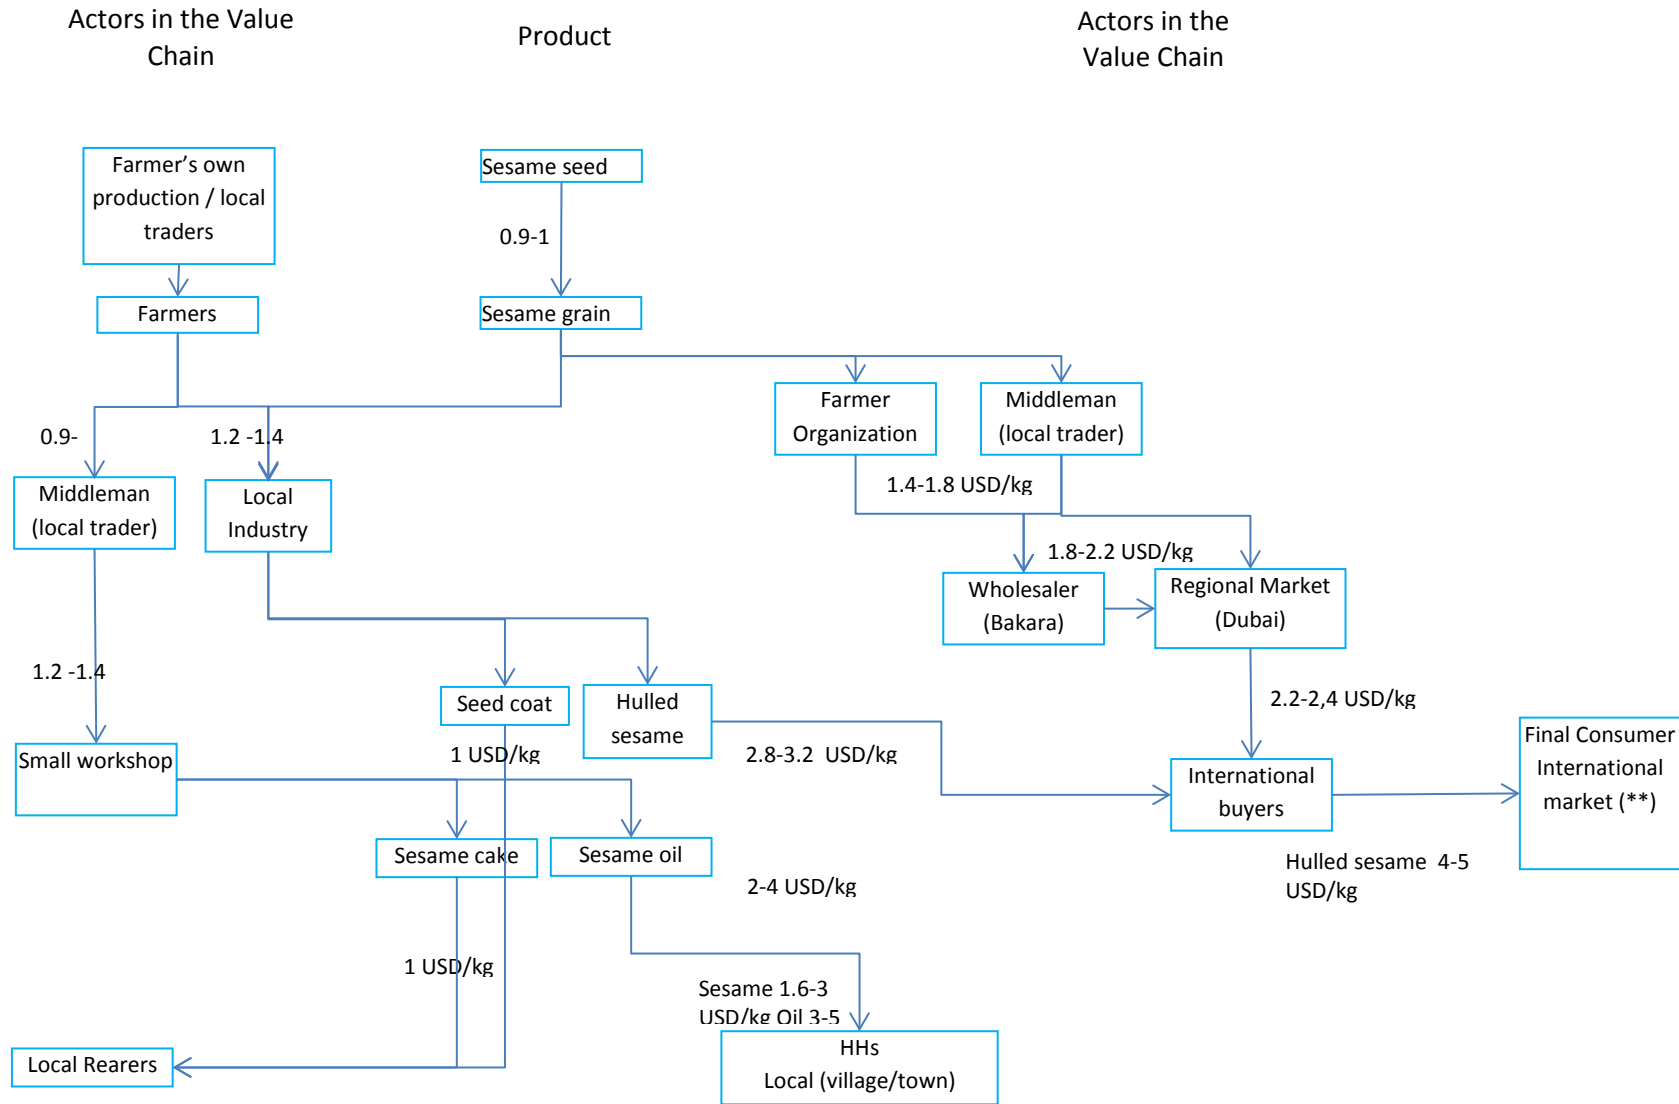 Actors in the Value
Chain
Product
Actors in the
Value Chain
Farmer’s own
production / local
traders
Sesame seed
0.9-1
Farmers
Sesame grain
Farmer
Organization
Middleman
(local trader)
0.9-
1.2 -1.4
Middleman
(local trader)
Local
Industry
1.4-1.8 USD/kg
1.8-2.2 USD/kg
Wholesaler
(Bakara)
Regional Market
(Dubai)
1.2 -1.4
Seed coat
Hulled
sesame
2.2-2,4 USD/kg
Small workshop
1 USD/kg
2.8-3.2  USD/kg
International
buyers
Final Consumer
International
market (**)
Sesame cake
Sesame oil
2-4 USD/kg
Hulled sesame  4-5
USD/kg
1 USD/kg
Sesame 1.6-3
USD/kg Oil 3-5
Local Rearers
HHs
Local (village/town)